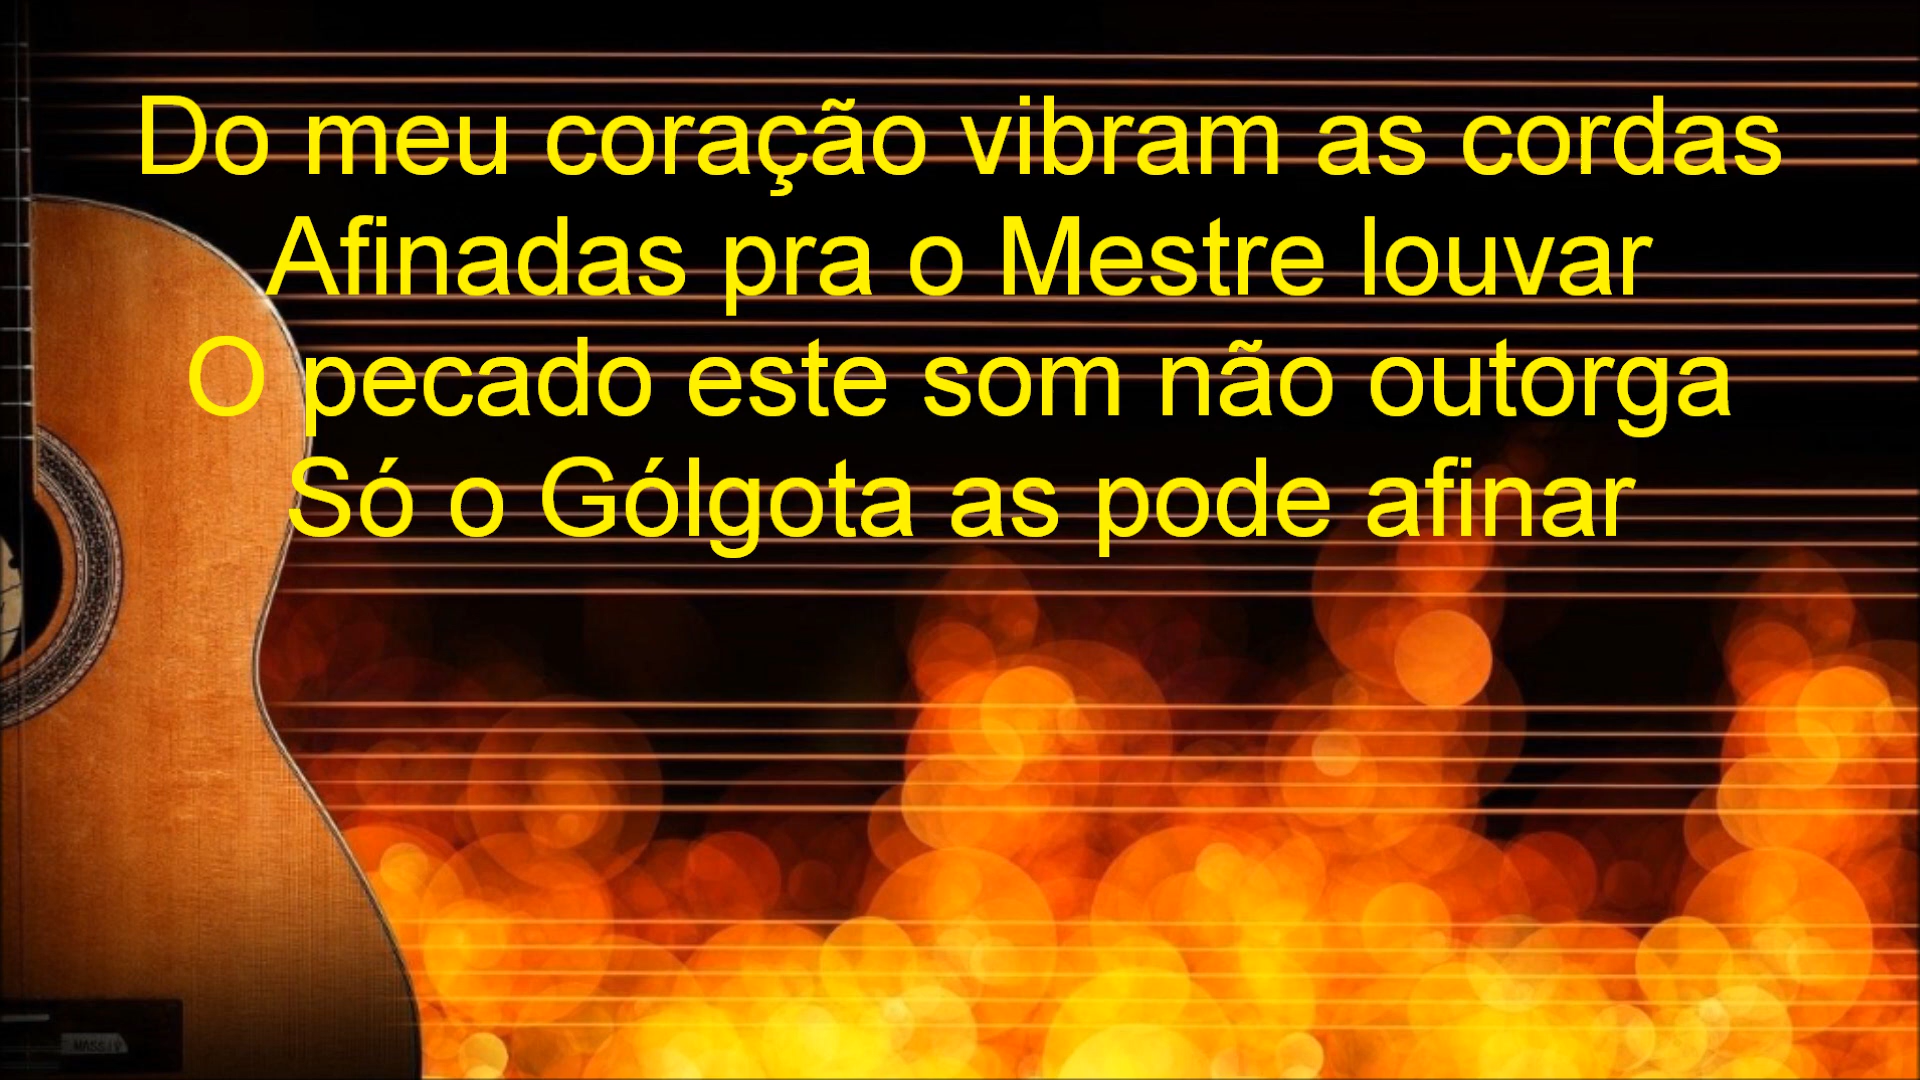 Do meu coração vibram as cordas
Afinadas pra o Mestre louvar
O pecado este som não outorga
Só o Gólgota as pode afinar